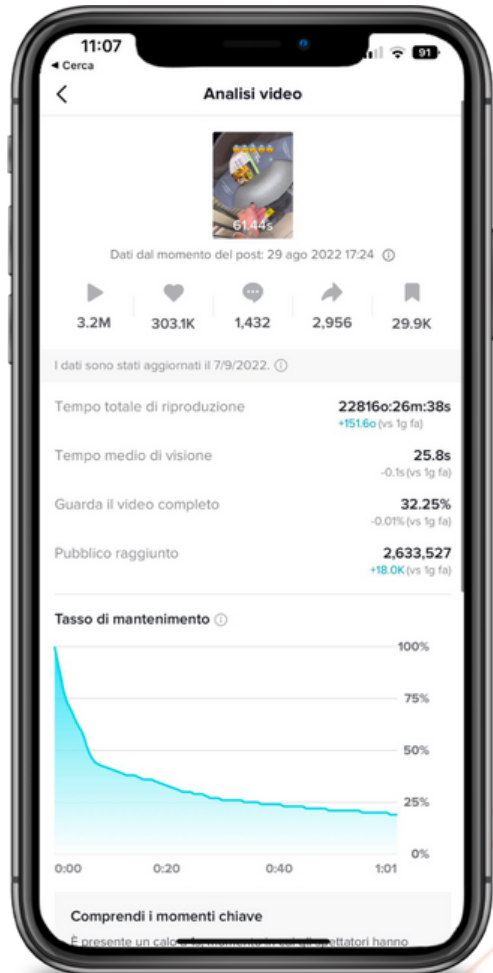 11:07
91
◄ Cerca
Analisi video
61.44s
Dati dal momento del post: 29 ago 2022 17:24
3.2M 303.1K 1,432 2,956 29.9K
I dati sono stati aggiornati il 7/9/2022.
Tempo totale di riproduzione 22816o:26m:38s
+151.6o (vs 1g fa)
Tempo medio di visione 25.8s
-0.1s (vs 1g fa)
Guarda il video completo 32.25%
-0.01% (vs 1g fa)
Pubblico raggiunto 2,633,527
+18.0K (vs 1g fa)
Tasso di mantenimento
100%
75%
50%
25%
0%
0:00 0:20 0:40 1:01
Comprendi i momenti chiave
È presente un calo